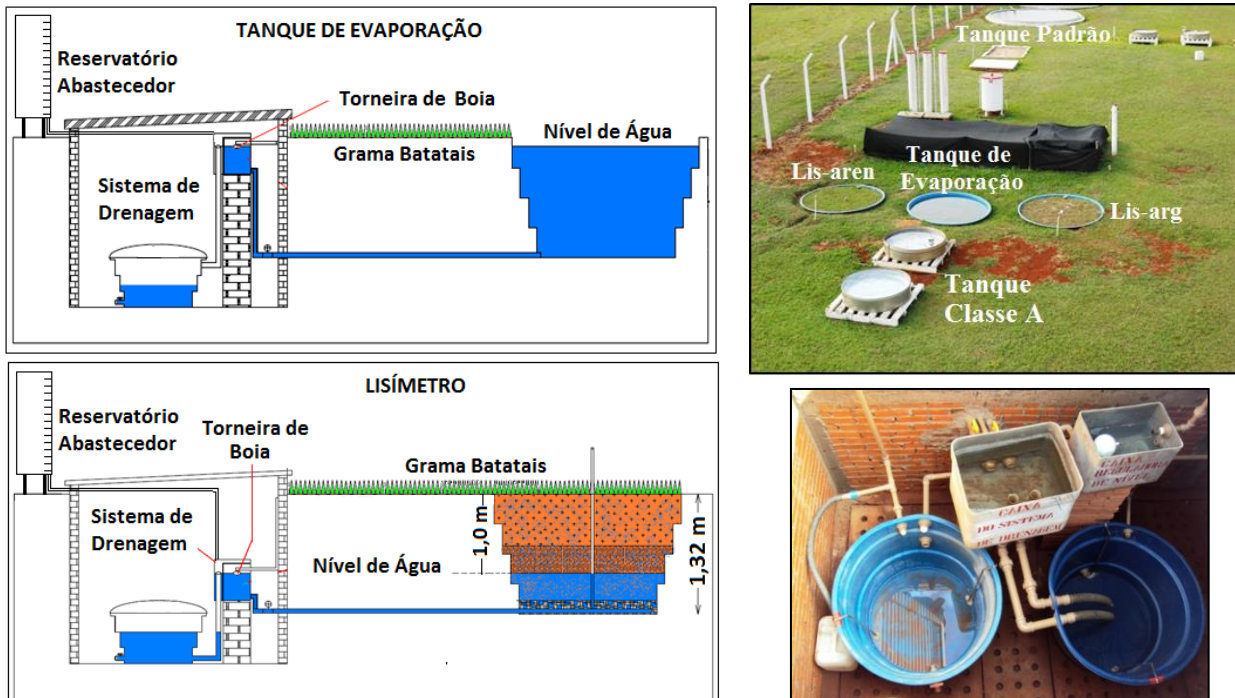 TANQUE DE EVAPORAÇÃO
Reservatório
Abastecedor
Torneira de Boia
Grama Batatais
Nível de Água
Sistema de
Drenagem
Tanque Padrão
Lis-aren
Tanque de
Evaporação
Lis-arg
Tanque
Classe A
LISÍMETRO
Reservatório
Abastecedor
Torneira de
Boia
Grama Batatais
Sistema de
Drenagem
1,0 m
Nível de Água
1,32 m
CAIXA
DO SISTEMA
DE DRENAGEM
CAIXA
REGULADORA
DE NÍVEL